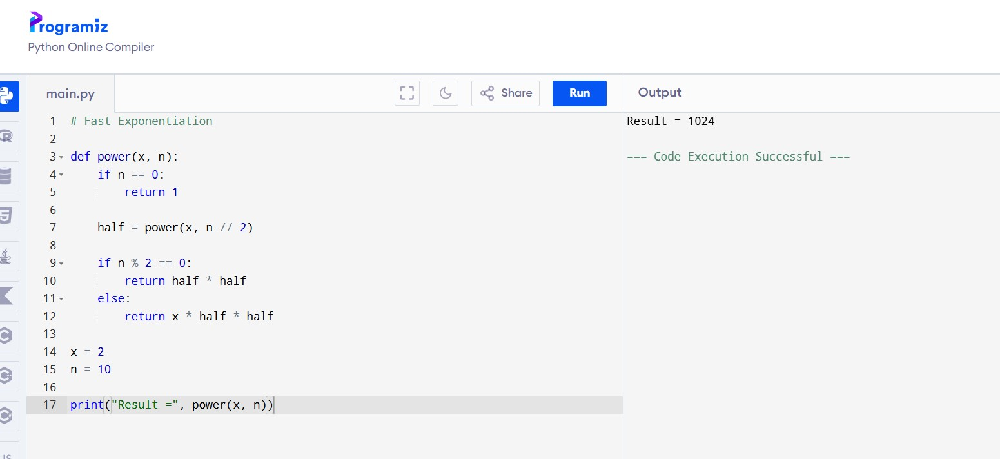 Programiz
Python Online Compiler
main.py
Share
Run
Output
1 # Fast Exponentiation
2
3 def power(x, n):
4     if n == 0:
5         return 1
6
7     half = power(x, n // 2)
8
9     if n % 2 == 0:
10         return half * half
11     else:
12         return x * half * half
13
14 x = 2
15 n = 10
16
17 print("Result =", power(x, n))
Result = 1024
=== Code Execution Successful ===
R
JS